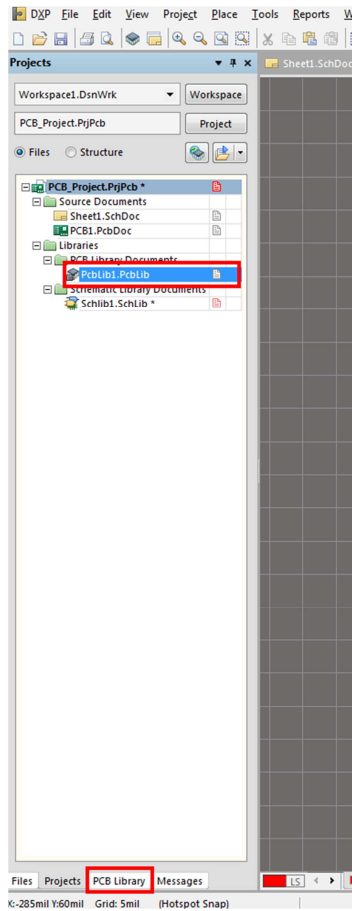 DXP File Edit View Project Place Tools Reports
Projects
Sheet1.SchDoc
Workspace1.DsnWrk Workspace
PCB_Project.PrjPcb Project
Files Structure
PCB_Project.PrjPcb *
Source Documents
Sheet1.SchDoc
PCB1.PcbDoc
Libraries
PCB Library Documents
PcbLib1.PcbLib
Schematic Library Documents
Schlib1.SchLib *
Files Projects PCB Library Messages
LS
X:-285mil Y:60mil Grid: 5mil (Hotspot Snap)